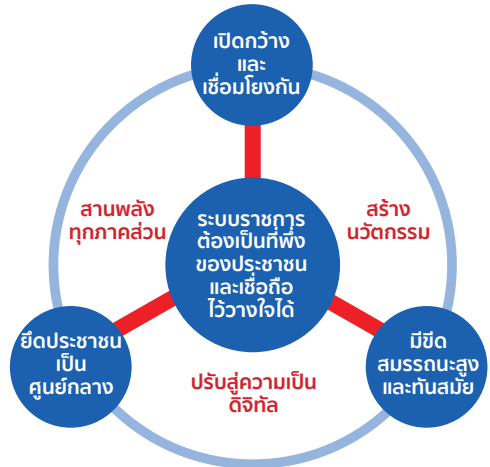 เปิดกว้าง
และ
เชื่อมโยงกัน
สานพลัง
ทุกภาคส่วน
ระบบราชการ
ต้องเป็นที่พึ่ง
ของประชาชน
และเชื่อถือ
ไว้วางใจได้
สร้าง
นวัตกรรม
ยึดประชาชน
เป็น
ศูนย์กลาง
ปรับสู่ความเป็น
ดิจิทัล
มีขีด
สมรรถนะสูง
และทันสมัย